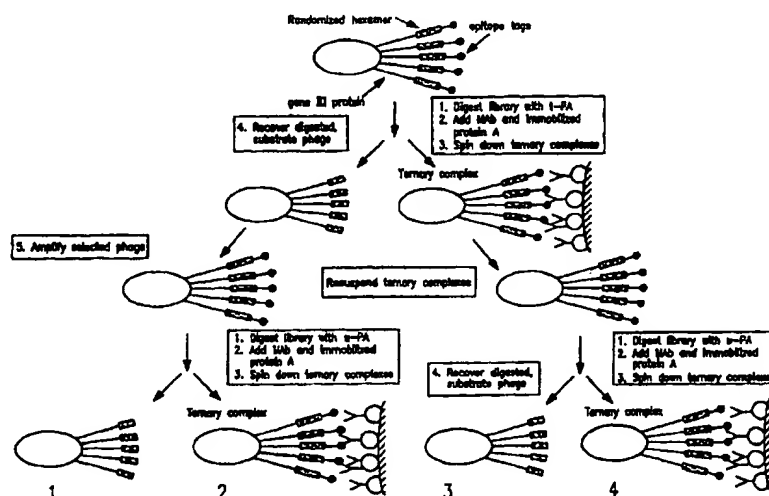 Randomized hexamer
epitope tags
gene III protein
1. Digest library with t-PA
2. Add MAb and immobilized
protein A
3. Spin down ternary complexes
4. Recover digested,
substrate phage
Ternary complex
5. Amplify selected phage
Resuspend ternary complexes
1. Digest library with u-PA
2. Add MAb and immobilized
protein A
3. Spin down ternary complexes
1. Digest library with u-PA
2. Add MAb and immobilized
protein A
3. Spin down ternary complexes
4. Recover digested,
substrate phage
Ternary complex
Ternary complex
1
2
3
4